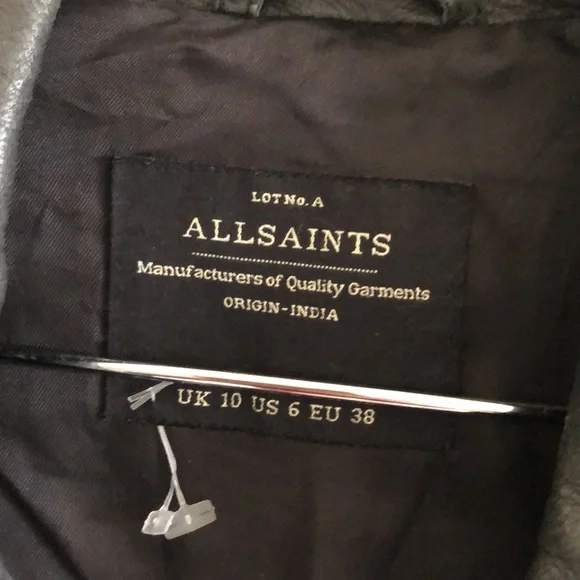 LOT No. A
ALLSAINTS
Manufacturers of Quality Garments
ORIGIN-INDIA
UK 10 US 6 EU 38